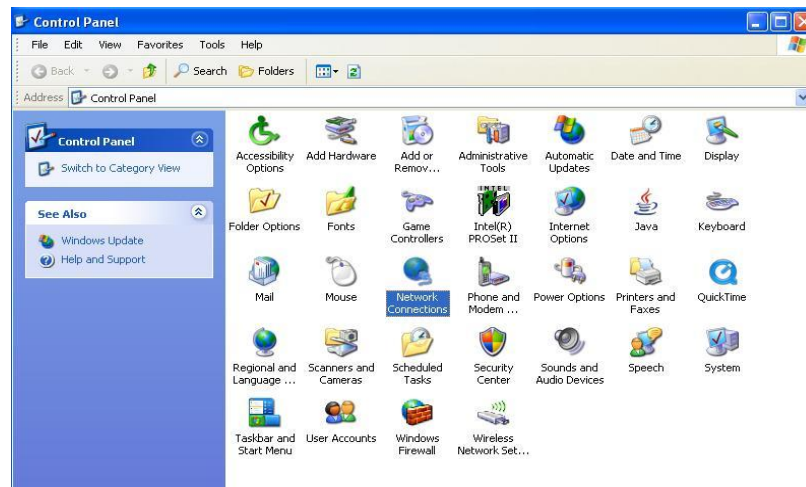 Control Panel
File Edit View Favorites Tools Help
Back Search Folders
Address Control Panel
Control Panel
Switch to Category View
See Also
Windows Update
Help and Support
Accessibility Options
Add Hardware
Add or Remov...
Administrative Tools
Automatic Updates
Date and Time
Display
Folder Options
Fonts
Game Controllers
INTEL
Intel(R) PROSet II
Internet Options
Java
Keyboard
Mail
Mouse
Network Connections
Phone and Modem ...
Power Options
Printers and Faxes
QuickTime
Regional and Language ...
Scanners and Cameras
Scheduled Tasks
Security Center
Sounds and Audio Devices
Speech
System
Taskbar and Start Menu
User Accounts
Windows Firewall
Wireless Network Set...